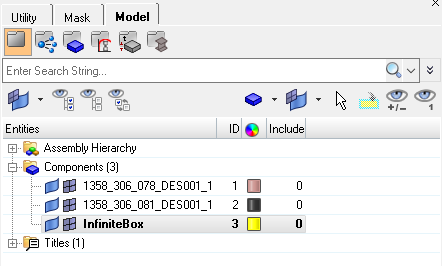 Utility Mask Model
Enter Search String...
+/- 1
Entities ID Include
Assembly Hierarchy
Components (3)
1358_306_078_DES001_1 1 0
1358_306_081_DES001_1 2 0
InfiniteBox 3 0
Titles (1)